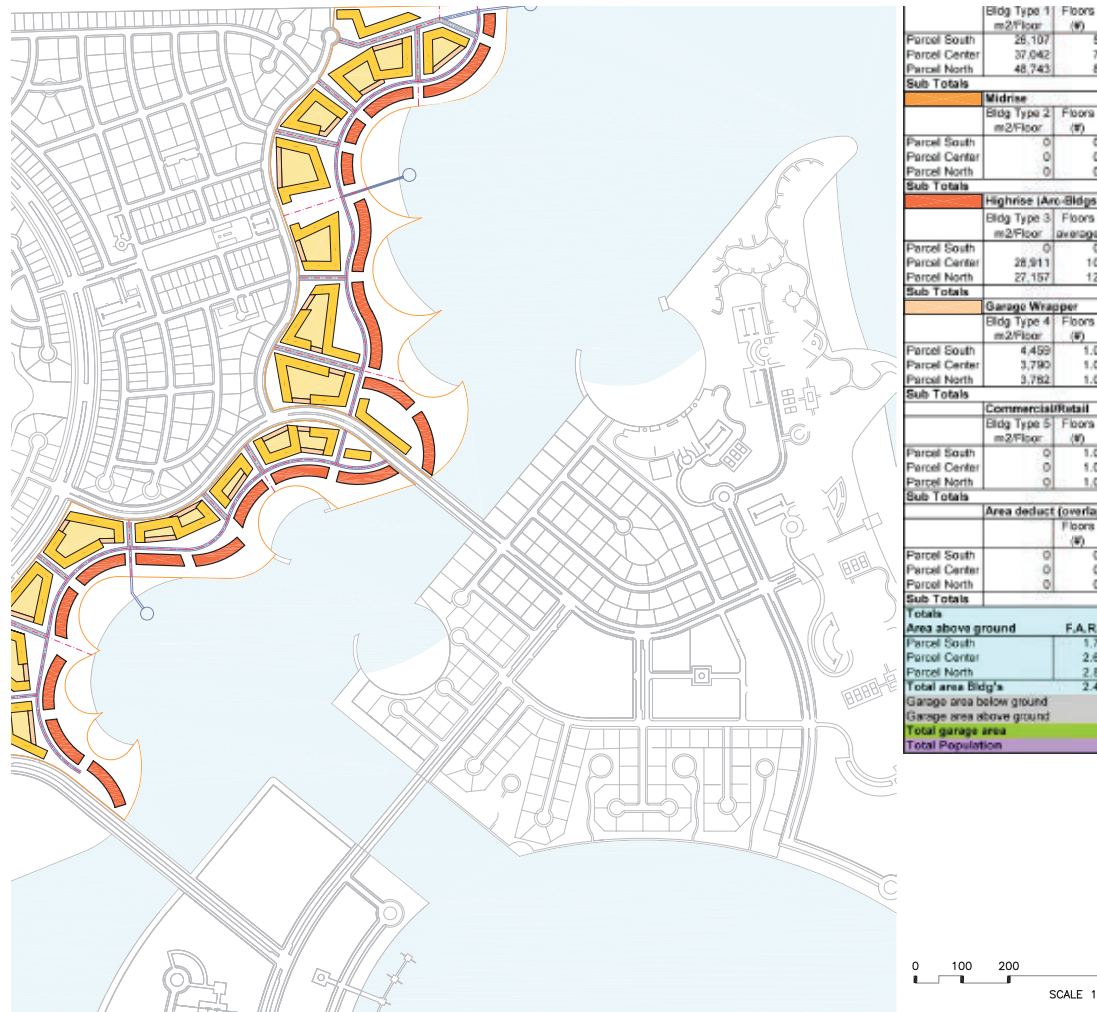 Bldg Type 1 Floors
m2/Floor (#)
Parcel South 26,107 5
Parcel Center 37,042 7
Parcel North 48,743 8
Sub Totals
Midrise
Bldg Type 2 Floors
m2/Floor (#)
Parcel South 0 0
Parcel Center 0 0
Parcel North 0 0
Sub Totals
Highrise (Arc-Bldgs
Bldg Type 3 Floors
m2/Floor average
Parcel South 0 0
Parcel Center 28,911 10
Parcel North 27,157 12
Sub Totals
Garage Wrapper
Bldg Type 4 Floors
m2/Floor (#)
Parcel South 4,459 1.0
Parcel Center 3,790 1.0
Parcel North 3,762 1.0
Sub Totals
Commercial/Retail
Bldg Type 5 Floors
m2/Floor (#)
Parcel South 0 1.0
Parcel Center 0 1.0
Parcel North 0 1.0
Sub Totals
Area deduct (overla
Floors
(#)
Parcel South 0 0
Parcel Center 0 0
Parcel North 0 0
Sub Totals
Totals
Area above ground F.A.R
Parcel South 1.7
Parcel Center 2.6
Parcel North 2.8
Total area Bldg's 2.4
Garage area below ground
Garage area above ground
Total garage area
Total Population
0 100 200
SCALE 1